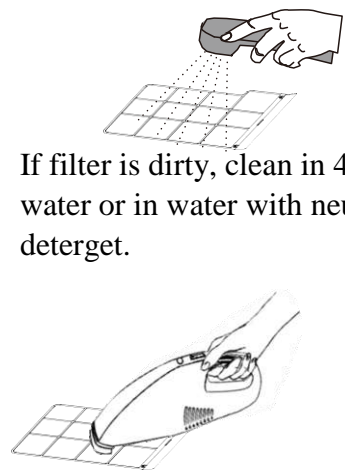 If filter is dirty, clean in 4
water or in water with neu
deterget.